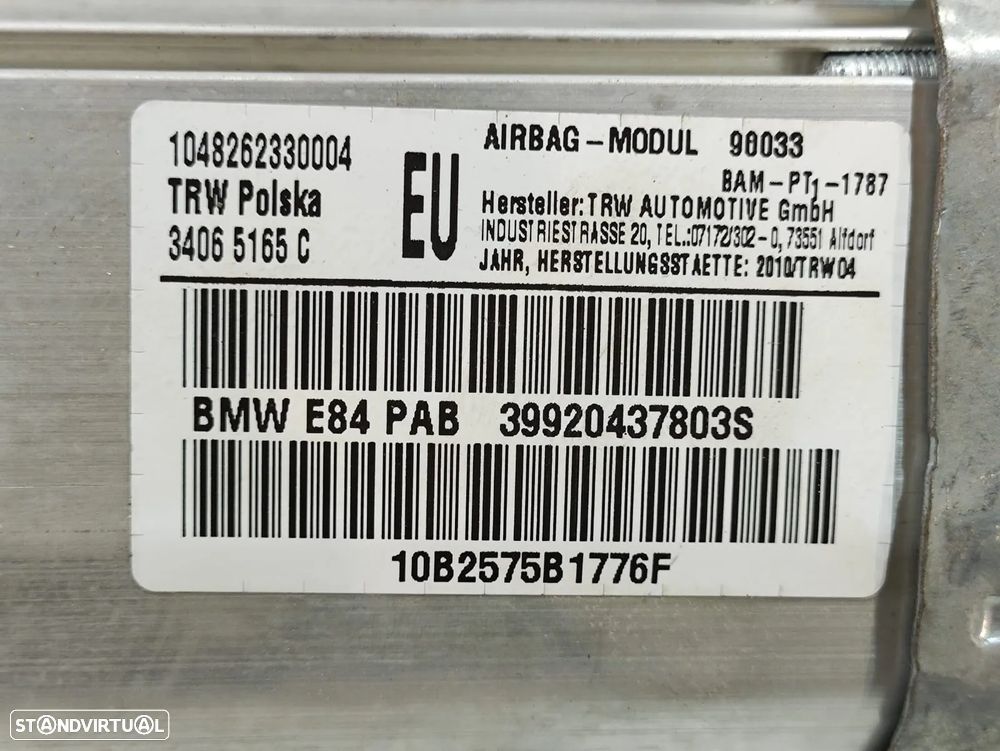 1048262330004
TRW Polska
3406 5165 C
EU
AIRBAG-MODUL 90033
BAM-PT1-1787
Hersteller: TRW AUTOMOTIVE GmbH
INDUSTRIESTRASSE 20, TEL.:07172/302-0, 73551 Alfdorf
JAHR, HERSTELLUNGSSTAETTE: 2010/TRW04
BMW E84 PAB 39920437803S
10B2575B1776F
STANDVIRTUAL